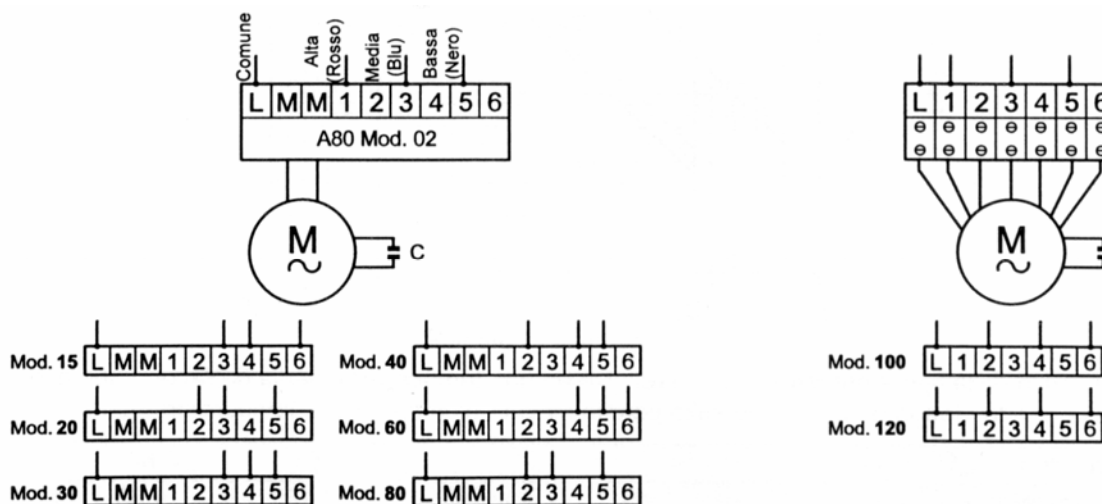 Comune
Alta
(Rosso)
Media
(Blu)
Bassa
(Nero)
L M M 1 2 3 4 5 6
A80 Mod. 02
M
C
L 1 2 3 4 5 6
M
Mod. 15 L M M 1 2 3 4 5 6
Mod. 40 L M M 1 2 3 4 5 6
Mod. 100 L 1 2 3 4 5 6
Mod. 20 L M M 1 2 3 4 5 6
Mod. 60 L M M 1 2 3 4 5 6
Mod. 120 L 1 2 3 4 5 6
Mod. 30 L M M 1 2 3 4 5 6
Mod. 80 L M M 1 2 3 4 5 6